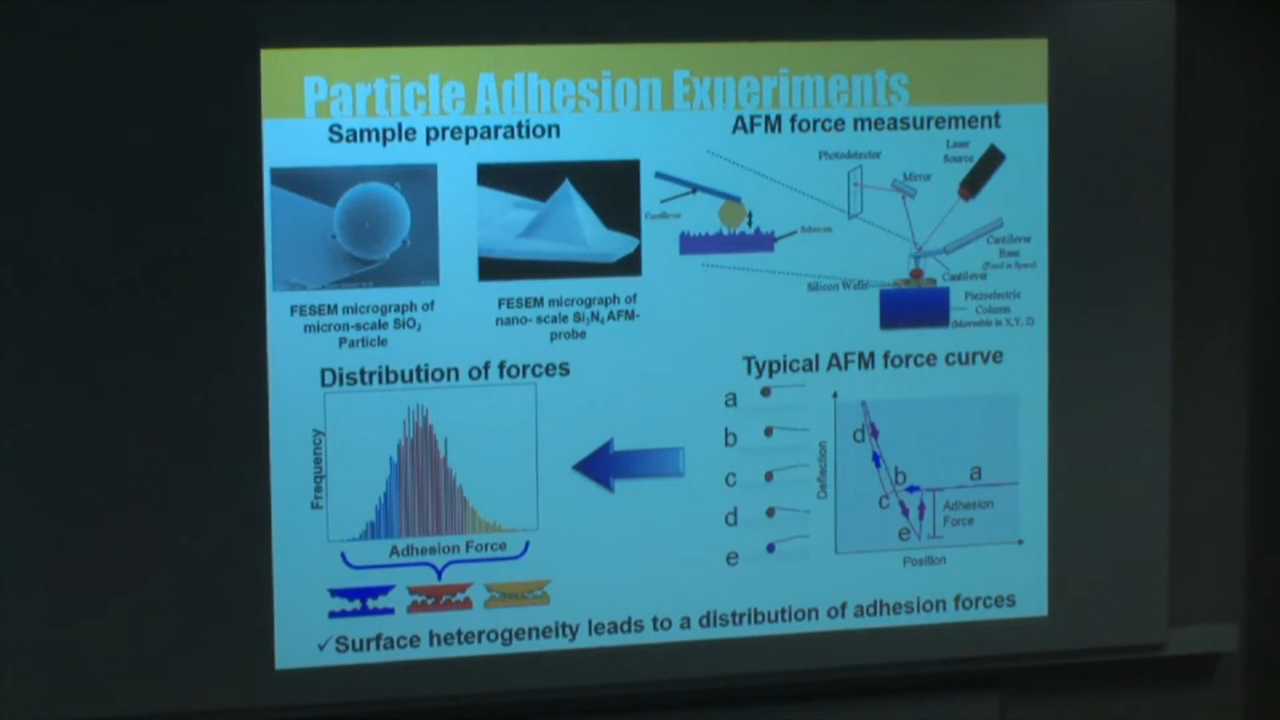 Particle Adhesion Experiments
Sample preparation
AFM force measurement
Photodetector
Laser
Source
Mirror
Cantilever
Substrate
Cantilever
Base
(Fixed in Space)
Cantilever
Silicon Wafer
Piezoelectric
Column
(Movable in X,Y, Z)
FESEM micrograph of
micron-scale SiO₂
Particle
FESEM micrograph of
nano- scale Si₃N₄ AFM-
probe
Distribution of forces
Frequency
Adhesion Force
Typical AFM force curve
a
b
c
d
e
Deflection
d
b
a
c
e
Adhesion
Force
Position
✓Surface heterogeneity leads to a distribution of adhesion forces